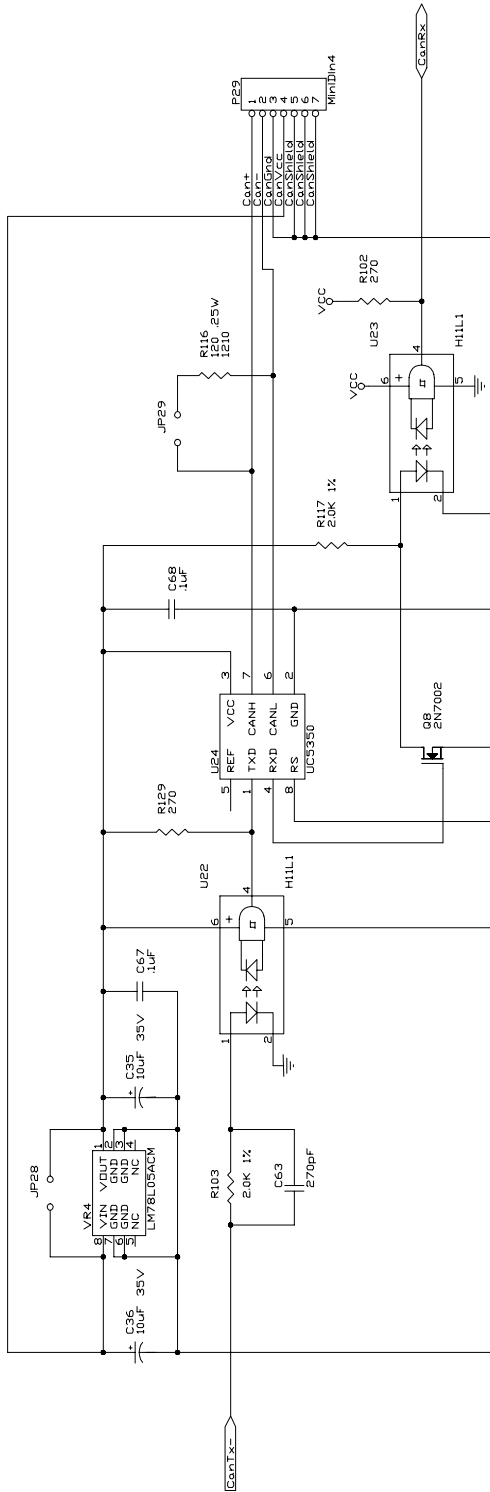 CanTx-
C36
10uF 35V
JP28
VR4
8 VIN VOUT 1
7 GND GND 2
6 GND GND 3
5 NC NC 4
LM78L05ACM
C35
10uF 35V
C67
.1uF
R103
2.0K 1%
C63
270pF
U22
1
2
6
+
4
5
H11L1
R129
270
U24
5 REF VCC 3
1 TXD CANH 7
4 RXD CANL 6
8 RS GND 2
UC5350
C68
.1uF
Q8
2N7002
R117
2.0K 1%
JP29
R116
120 .25W
1210
U23
VCC
1
2
6
+
4
5
H11L1
VCC
R102
270
P29
Can+ 1
Can- 2
CanGnd 3
CanVcc 4
CanShield 5
CanShield 6
CanShield 7
MiniDin4
CanRx